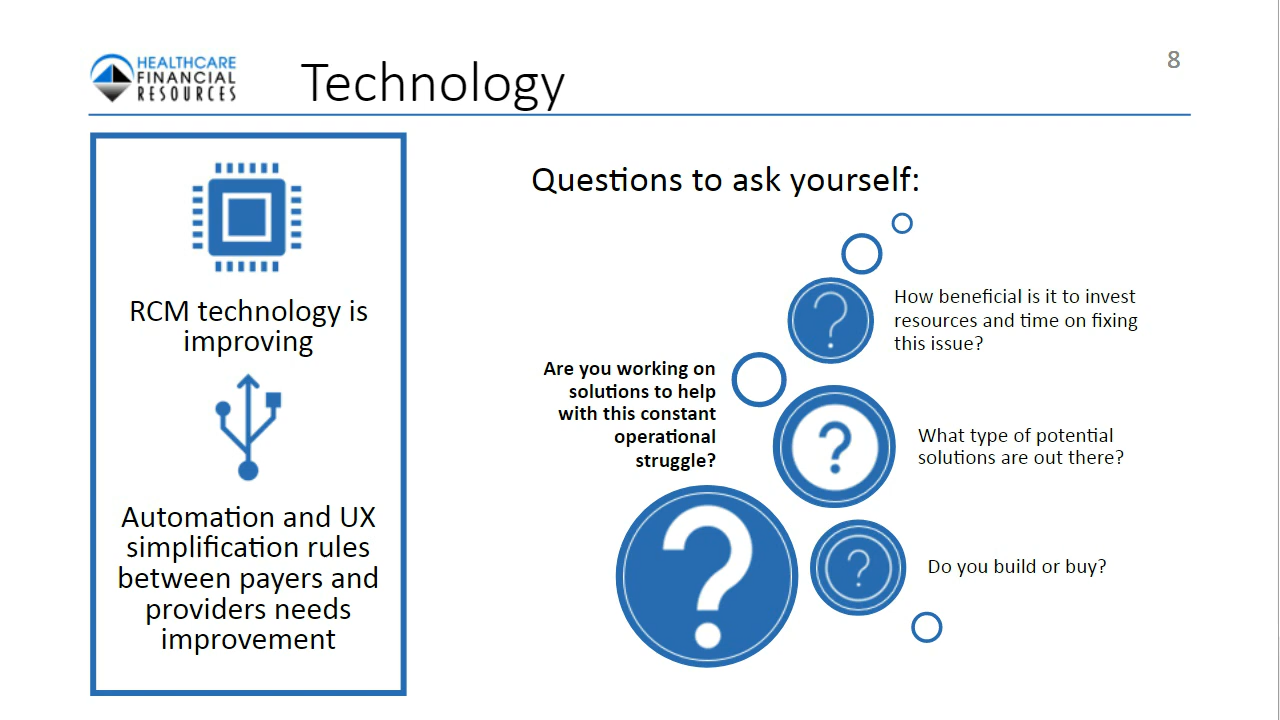 HEALTHCARE
FINANCIAL
RESOURCES
Technology
8
RCM technology is
improving
Automation and UX
simplification rules
between payers and
providers needs
improvement
Questions to ask yourself:
How beneficial is it to invest
resources and time on fixing
this issue?
Are you working on
solutions to help
with this constant
operational
struggle?
What type of potential
solutions are out there?
Do you build or buy?